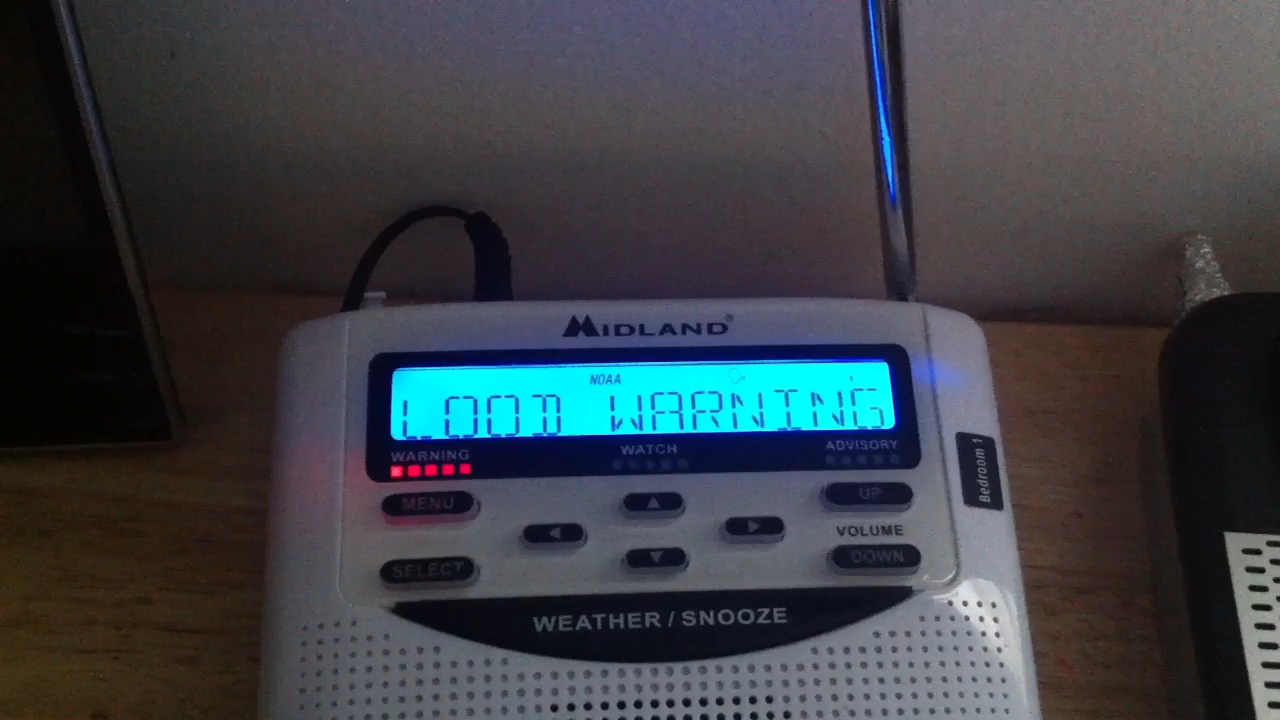 MIDLAND®
NOAA
LOOD WARNING
WARNING WATCH ADVISORY
MENU ▲ UP
◀ ▶ VOLUME
SELECT ▼ DOWN
Bedroom 1
WEATHER / SNOOZE